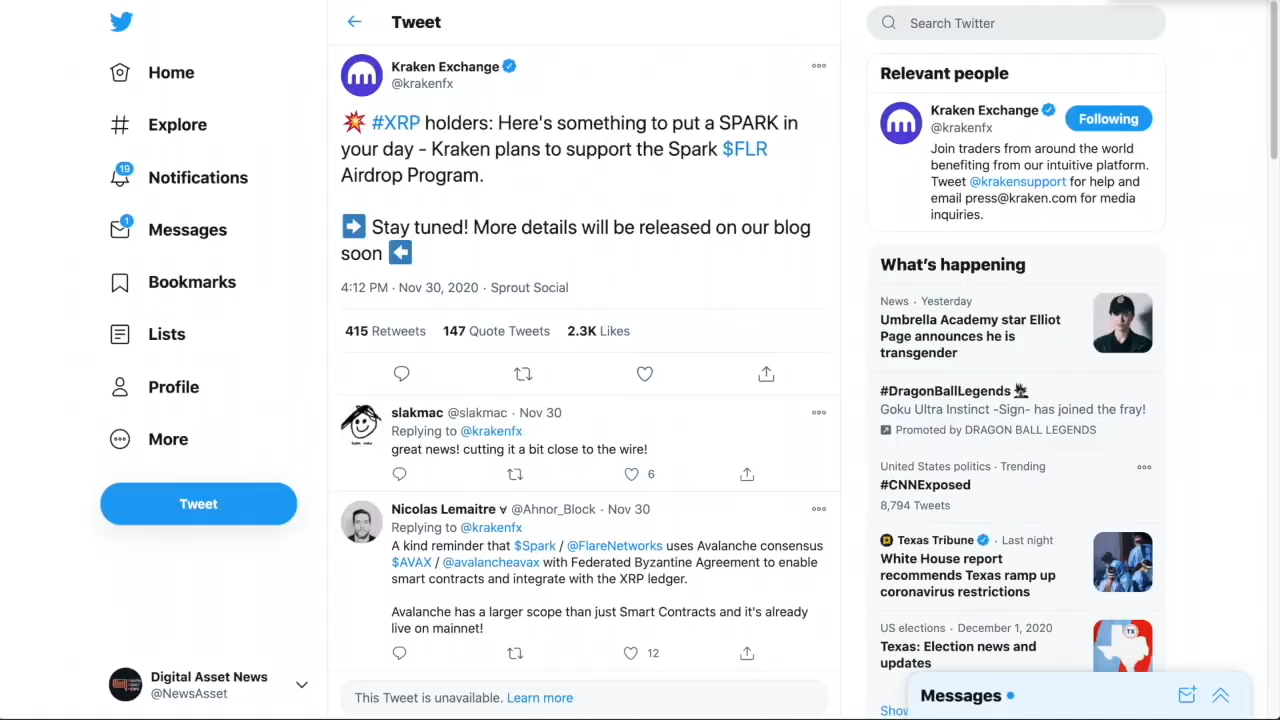 Home
Explore
19
Notifications
1
Messages
Bookmarks
Lists
Profile
More
Tweet
Digital Asset News
@NewsAsset
Tweet
Kraken Exchange
@krakenfx
#XRP holders: Here's something to put a SPARK in
your day - Kraken plans to support the Spark $FLR
Airdrop Program.
Stay tuned! More details will be released on our blog
soon
4:12 PM · Nov 30, 2020 · Sprout Social
415 Retweets 147 Quote Tweets 2.3K Likes
slakmac @slakmac · Nov 30
Replying to @krakenfx
great news! cutting it a bit close to the wire!
6
Nicolas Lemaitre ∀ @Ahnor_Block · Nov 30
Replying to @krakenfx
A kind reminder that $Spark / @FlareNetworks uses Avalanche consensus
$AVAX / @avalancheavax with Federated Byzantine Agreement to enable
smart contracts and integrate with the XRP ledger.
Avalanche has a larger scope than just Smart Contracts and it's already
live on mainnet!
12
This Tweet is unavailable. Learn more
Search Twitter
Relevant people
Kraken Exchange
@krakenfx
Following
Join traders from around the world
benefiting from our intuitive platform.
Tweet @krakensupport for help and
email press@kraken.com for media
inquiries.
What's happening
News · Yesterday
Umbrella Academy star Elliot
Page announces he is
transgender
#DragonBallLegends
Goku Ultra Instinct -Sign- has joined the fray!
Promoted by DRAGON BALL LEGENDS
United States politics · Trending
#CNNExposed
8,794 Tweets
Texas Tribune · Last night
White House report
recommends Texas ramp up
coronavirus restrictions
US elections · December 1, 2020
Texas: Election news and
updates
TX
Show
Messages